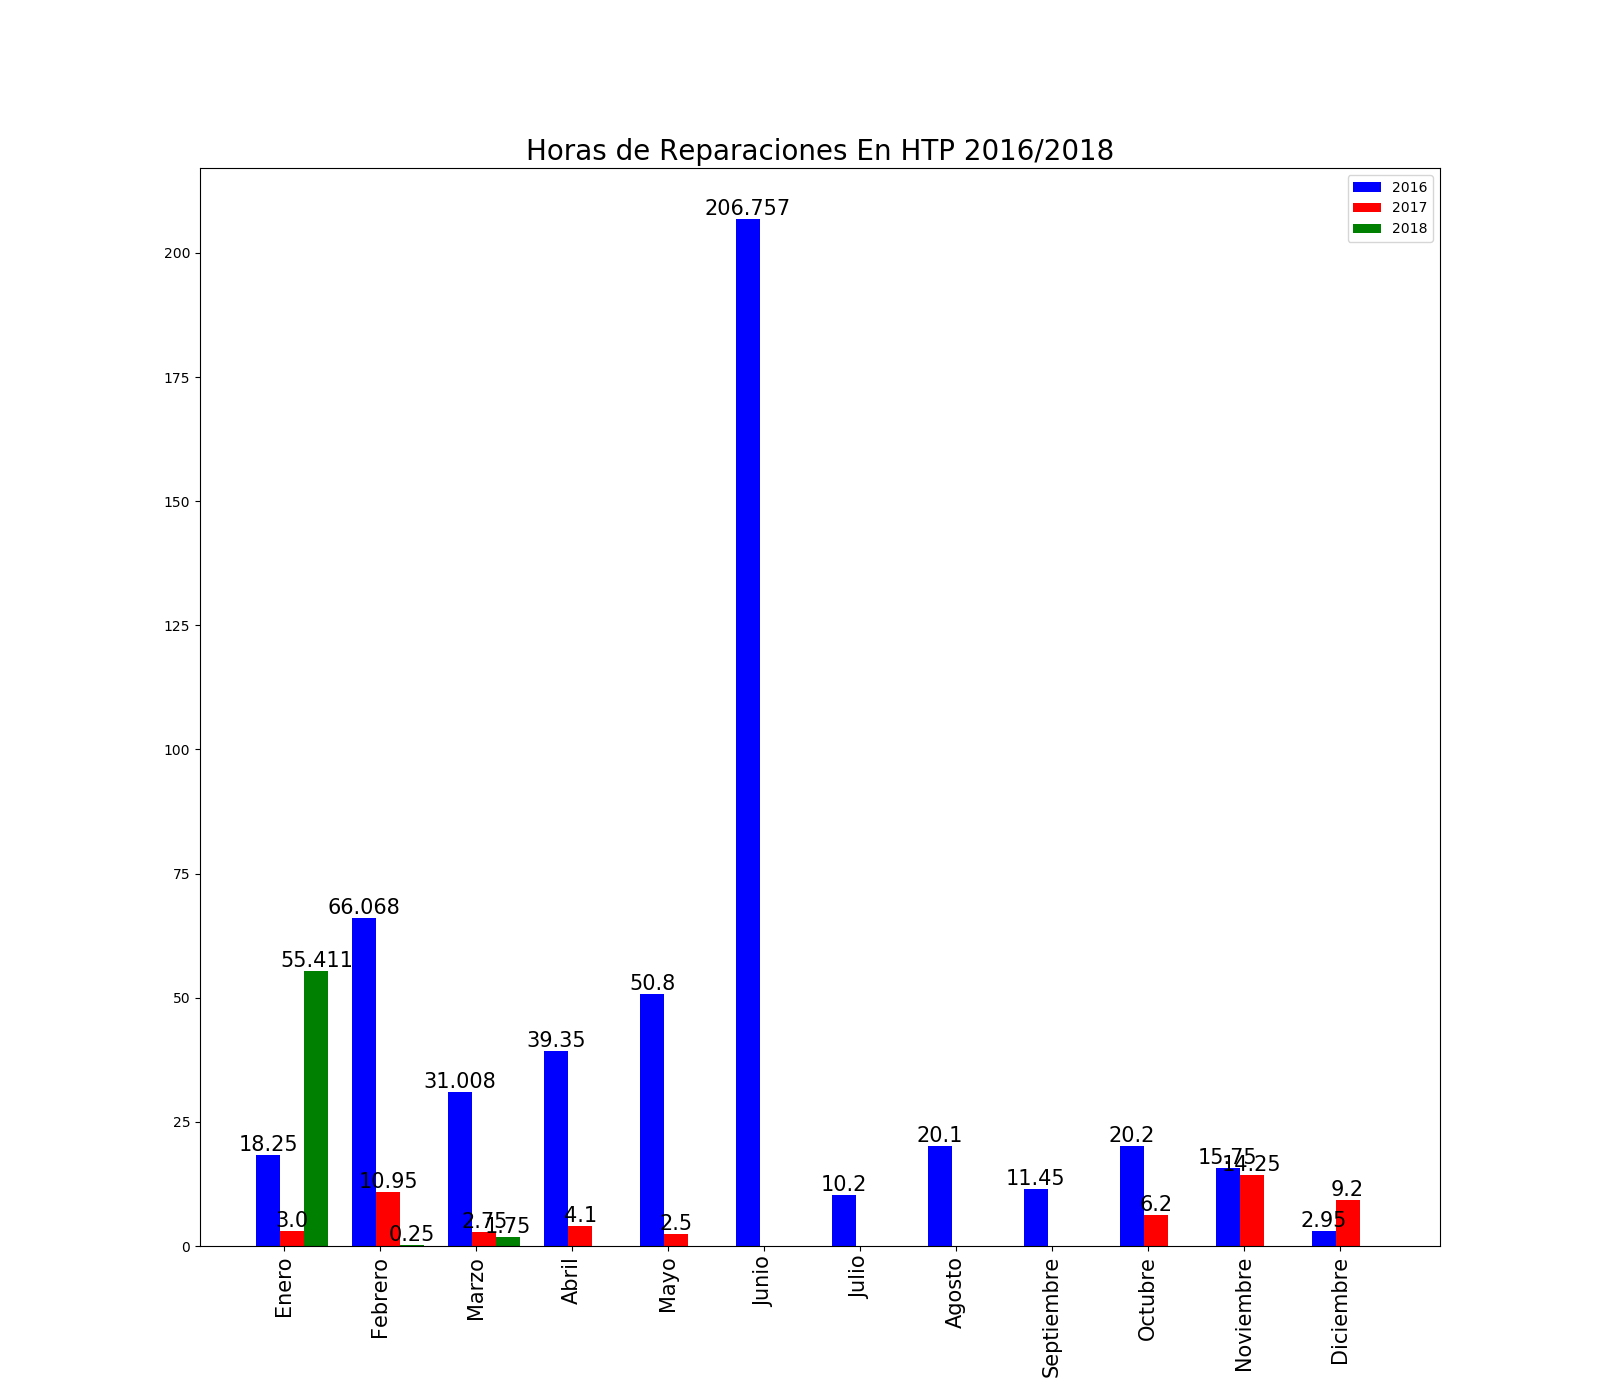 Horas de Reparaciones En HTP 2016/2018
2016
2017
2018
200
175
150
125
100
75
50
25
0
206.757
66.068
55.411
50.8
39.35
31.008
18.25
3.0
10.95
0.25
2.75
1.75
4.1
2.5
10.2
20.1
11.45
20.2
6.2
15.75
14.25
2.95
9.2
Enero
Febrero
Marzo
Abril
Mayo
Junio
Julio
Agosto
Septiembre
Octubre
Noviembre
Diciembre